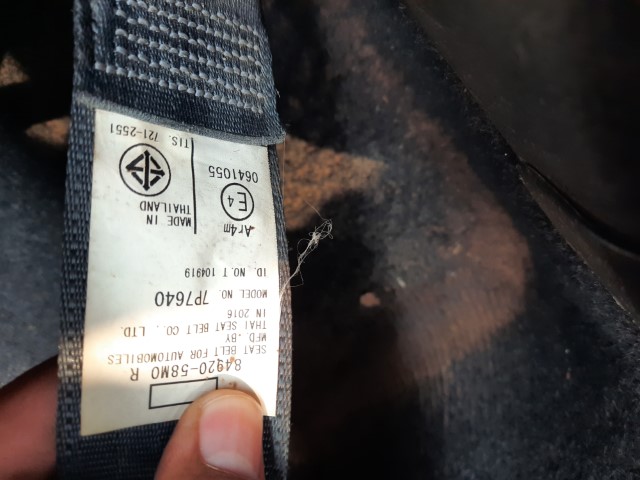 84920-58M0 R
SEAT BELT FOR AUTOMOBILES
MFD. BY
THAI SEAT BELT CO., LTD.
IN 2016
MODEL NO. 7P7640
ID. NO. T 104919
MADE IN
THAILAND
TIS. 721-2551
Ar4m
E4
0641055